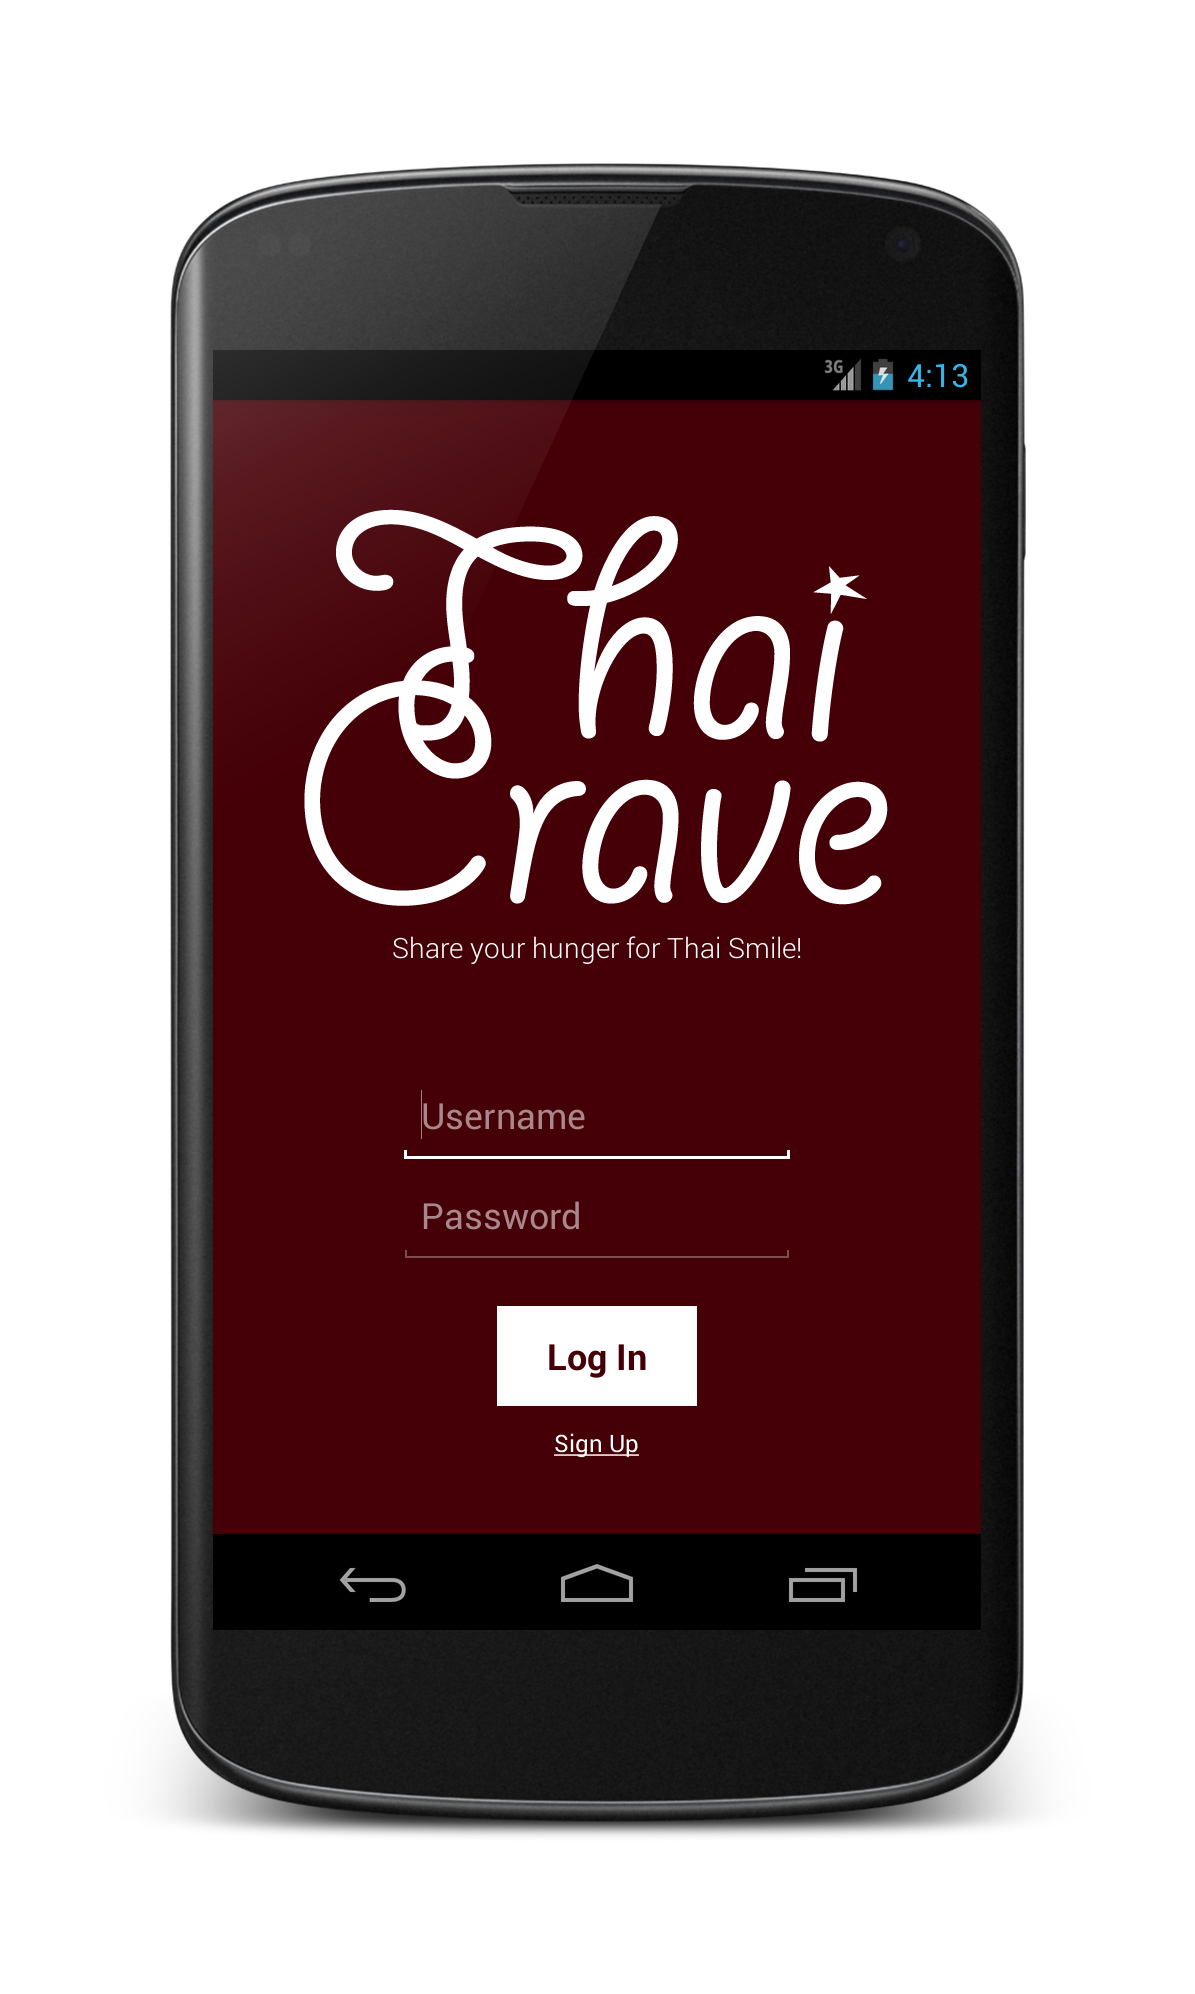 3G 4:13
Thai
Crave
Share your hunger for Thai Smile!
Username
Password
Log In
Sign Up